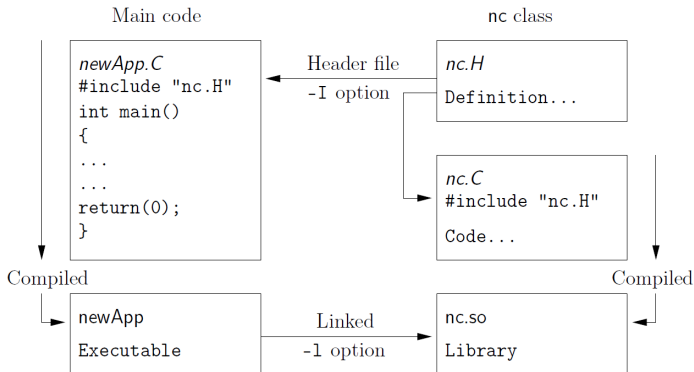 Main code
nc class
newApp.C
#include "nc.H"
int main()
{
...
...
return(0);
}
Header file
-I option
nc.H
Definition...
nc.C
#include "nc.H"
Code...
Compiled
Compiled
newApp
Executable
Linked
-l option
nc.so
Library